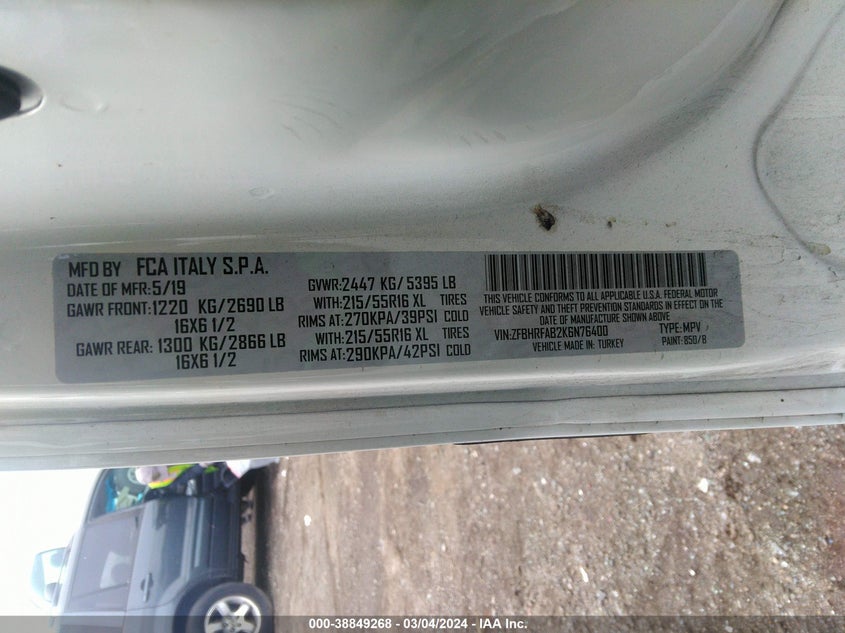 MFD BY FCA ITALY S.P.A.
DATE OF MFR:5/19
GAWR FRONT:1220 KG/2690 LB
16X6 1/2
GAWR REAR: 1300 KG/2866 LB
16X6 1/2
GVWR:2447 KG/5395 LB
WITH:215/55R16 XL TIRES
RIMS AT:270KPA/39PSI COLD
WITH:215/55R16 XL TIRES
RIMS AT:290KPA/42PSI COLD
THIS VEHICLE CONFORMS TO ALL APPLICABLE U.S.A. FEDERAL MOTOR
VEHICLE SAFETY AND THEFT PREVENTION STANDARDS IN EFFECT ON THE
DATE OF MANUFACTURE SHOWN ABOVE
VIN:ZFBHRFAB2K6N76400 TYPE:MPV
VEHICLE MADE IN: TURKEY PAINT: 850/B
000-38849268 - 03/04/2024 - IAA Inc.